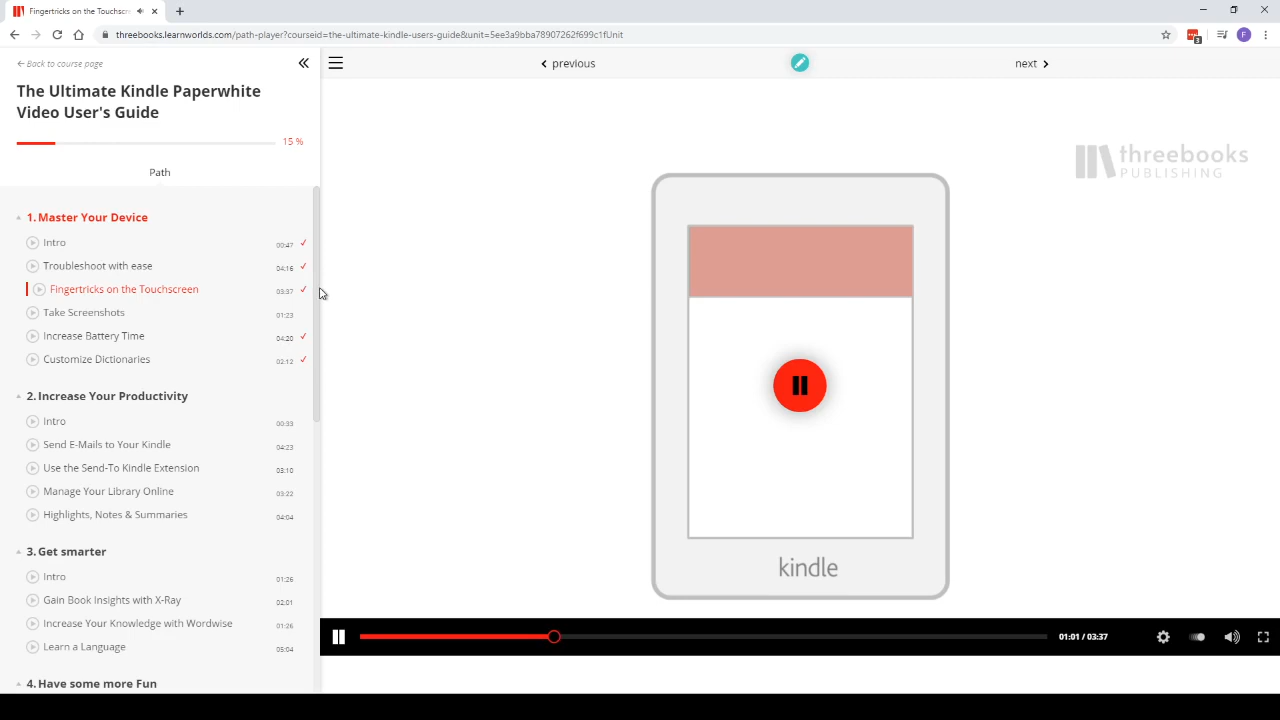 Fingertricks on the Touchscre
threebooks.learnworlds.com/path-player?courseid=the-ultimate-kindle-users-guide&unit=5ee3a9bba78907262f699c1fUnit
3
F
← Back to course page
The Ultimate Kindle Paperwhite
Video User's Guide
15 %
Path
1. Master Your Device
Intro 00:47
Troubleshoot with ease 04:16
Fingertricks on the Touchscreen 03:37
Take Screenshots 01:23
Increase Battery Time 04:20
Customize Dictionaries 02:12
2. Increase Your Productivity
Intro 00:33
Send E-Mails to Your Kindle 04:23
Use the Send-To Kindle Extension 03:10
Manage Your Library Online 03:22
Highlights, Notes & Summaries 04:04
3. Get smarter
Intro 01:26
Gain Book Insights with X-Ray 02:01
Increase Your Knowledge with Wordwise 01:26
Learn a Language 05:04
4. Have some more Fun
previous
next
threebooks
PUBLISHING
kindle
01:01 / 03:37